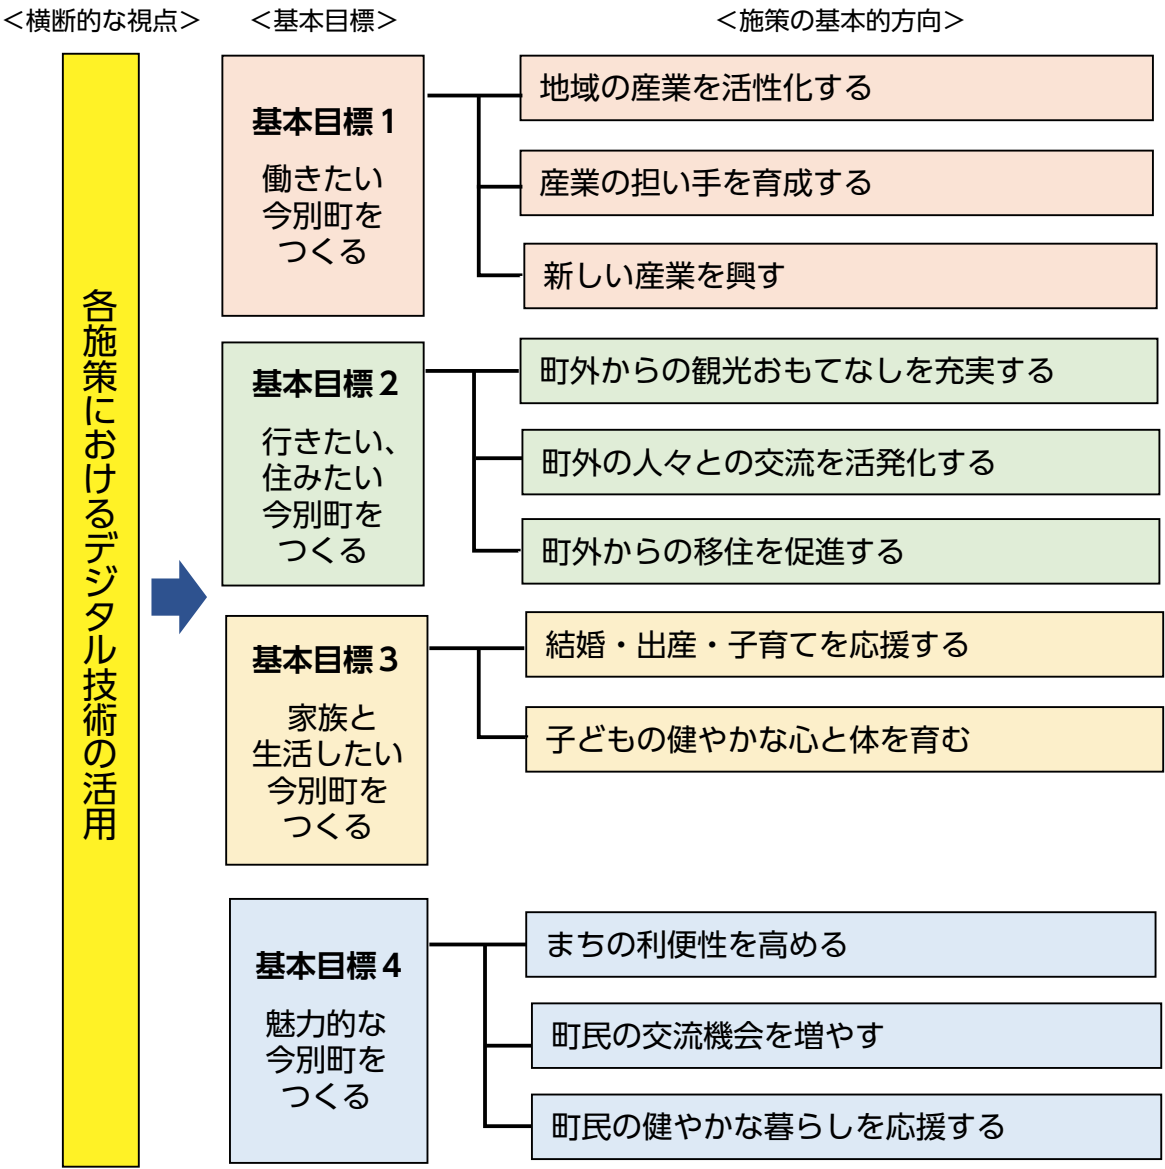 ＜横断的な視点＞
＜基本目標＞
＜施策の基本的方向＞
各施策におけるデジタル技術の活用
基本目標１
働きたい
今別町を
つくる
地域の産業を活性化する
産業の担い手を育成する
新しい産業を興す
基本目標２
行きたい、
住みたい
今別町を
つくる
町外からの観光おもてなしを充実する
町外の人々との交流を活発化する
町外からの移住を促進する
基本目標３
家族と
生活したい
今別町を
つくる
結婚・出産・子育てを応援する
子どもの健やかな心と体を育む
基本目標４
魅力的な
今別町を
つくる
まちの利便性を高める
町民の交流機会を増やす
町民の健やかな暮らしを応援する